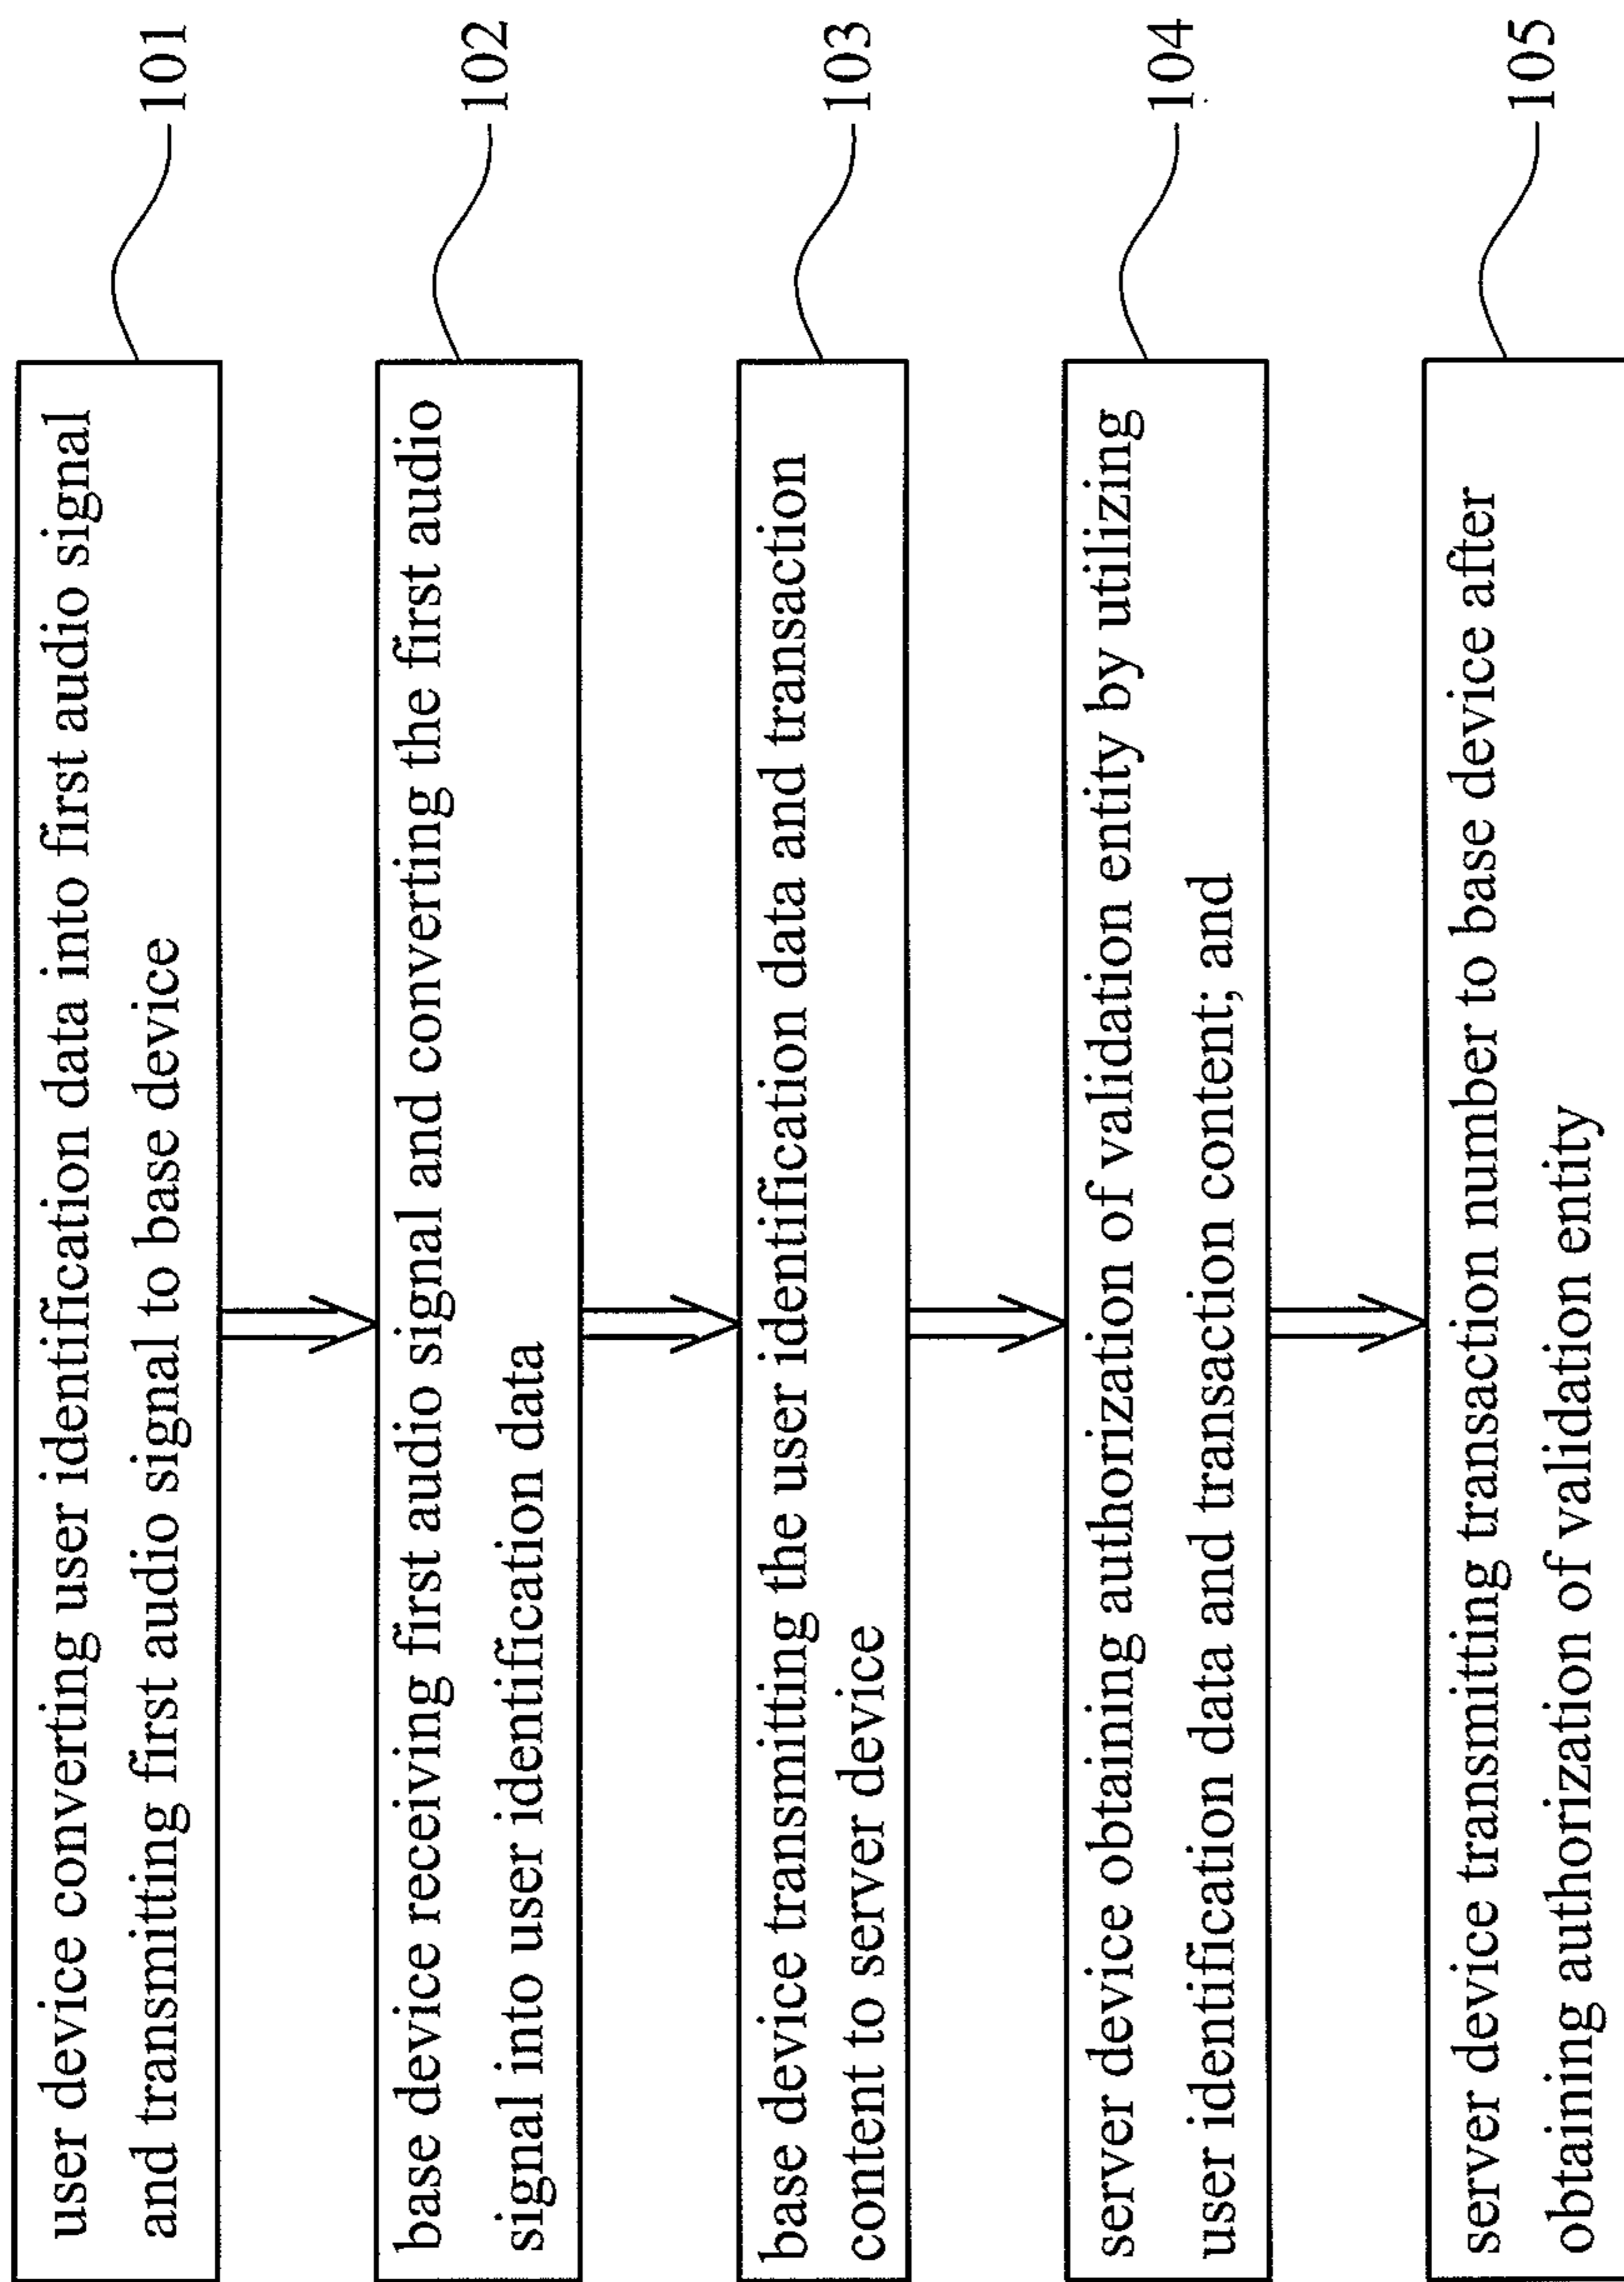 user device converting user identification data into first audio signal
and transmitting first audio signal to base device
101
base device receiving first audio signal and converting the first audio
signal into user identification data
102
base device transmitting the user identification data and transaction
content to server device
103
server device obtaining authorization of validation entity by utilizing
user identification data and transaction content; and
104
server device transmitting transaction number to base device after
obtaining authorization of validation entity
105